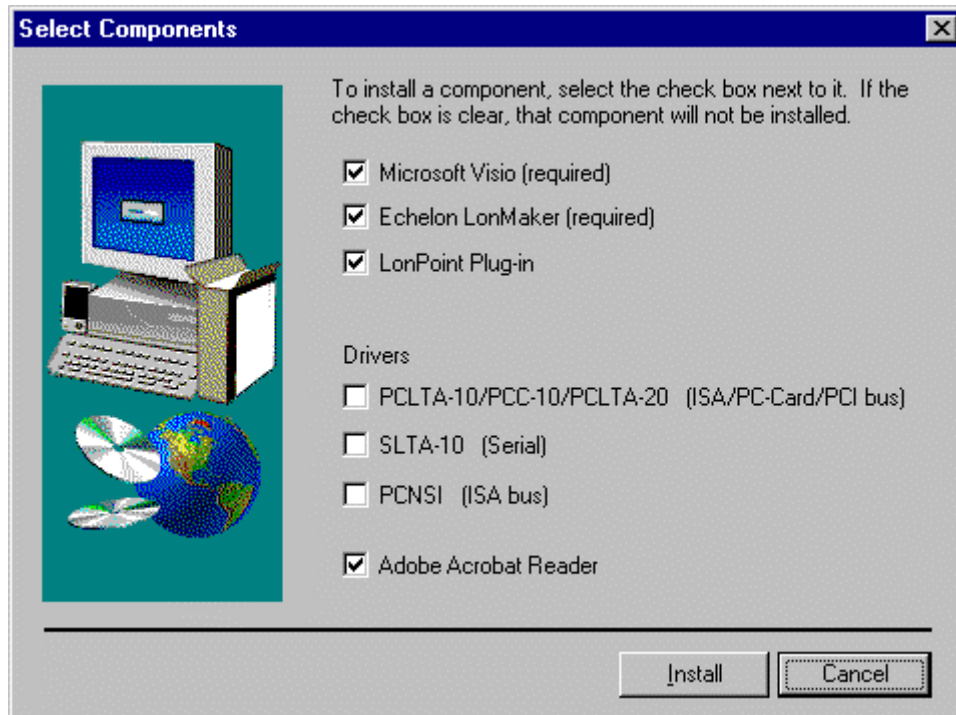 Select Components
To install a component, select the check box next to it.  If the
check box is clear, that component will not be installed.
Microsoft Visio (required)
Echelon LonMaker (required)
LonPoint Plug-in
Drivers
PCLTA-10/PCC-10/PCLTA-20   (ISA/PC-Card/PCI bus)
SLTA-10   (Serial)
PCNSI   (ISA bus)
Adobe Acrobat Reader
Install
Cancel